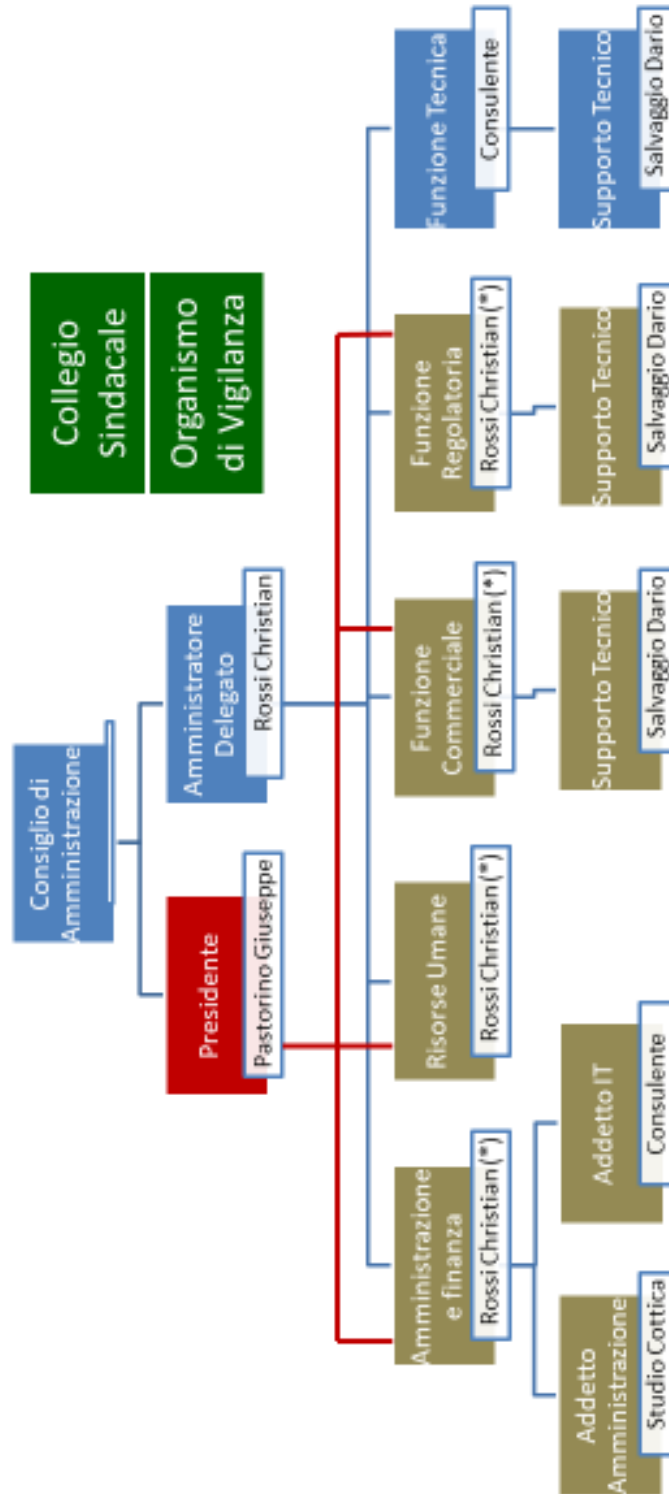 Consiglio di
Amministrazione
Collegio
Sindacale
Organismo
di Vigilanza
Presidente
Pastorino Giuseppe
Amministratore
Delegato
Rossi Christian
Amministrazione
e finanza
Rossi Christian (*)
Risorse Umane
Rossi Christian (*)
Funzione
Commerciale
Rossi Christian (*)
Funzione
Regolatoria
Rossi Christian (*)
Funzione Tecnica
Consulente
Addetto
Amministrazione
Studio Cottica
Addetto IT
Consulente
Supporto Tecnico
Salvaggio Dario
Supporto Tecnico
Salvaggio Dario
Supporto Tecnico
Salvaggio Dario